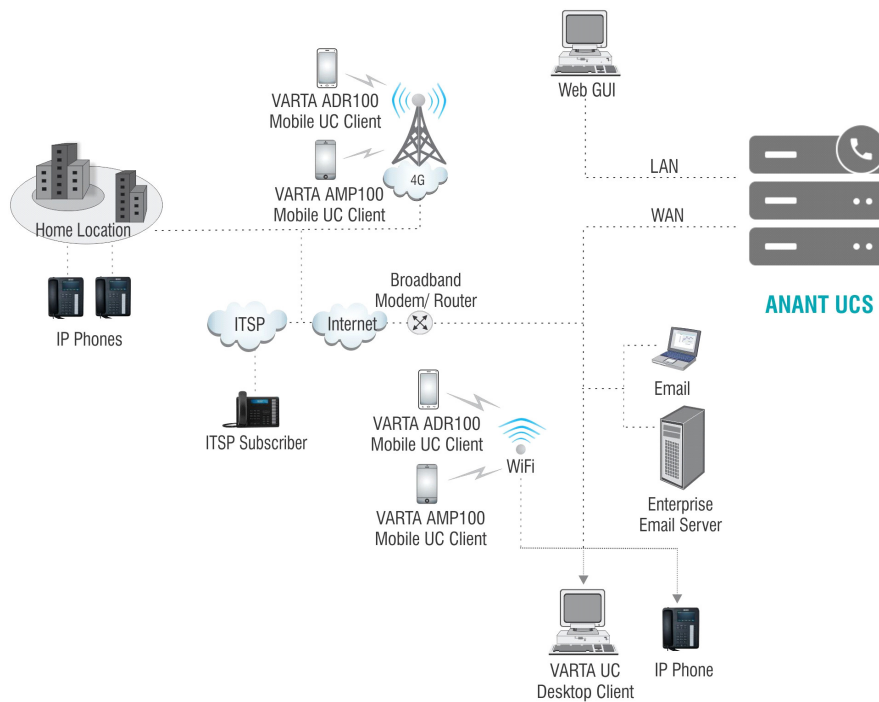 Web GUI
VARTA ADR100
Mobile UC Client
4G
VARTA AMP100
Mobile UC Client
LAN
WAN
Home Location
IP Phones
Broadband
Modem/ Router
ITSP
Internet
ANANT UCS
ITSP Subscriber
VARTA ADR100
Mobile UC Client
WiFi
VARTA AMP100
Mobile UC Client
Email
Enterprise
Email Server
VARTA UC
Desktop Client
IP Phone